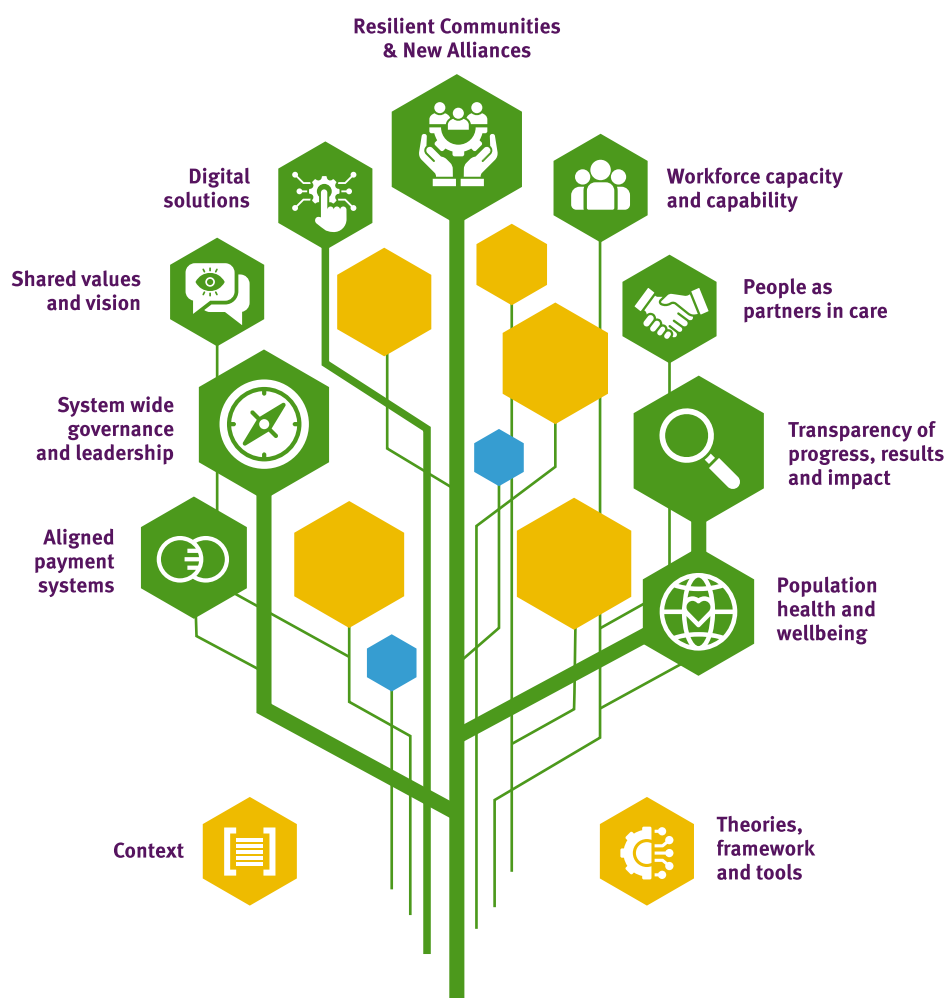 Resilient Communities
& New Alliances
Digital
solutions
Workforce capacity
and capability
Shared values
and vision
People as
partners in care
System wide
governance
and leadership
Transparency of
progress, results
and impact
Aligned
payment
systems
Population
health and
wellbeing
Context
Theories,
framework
and tools